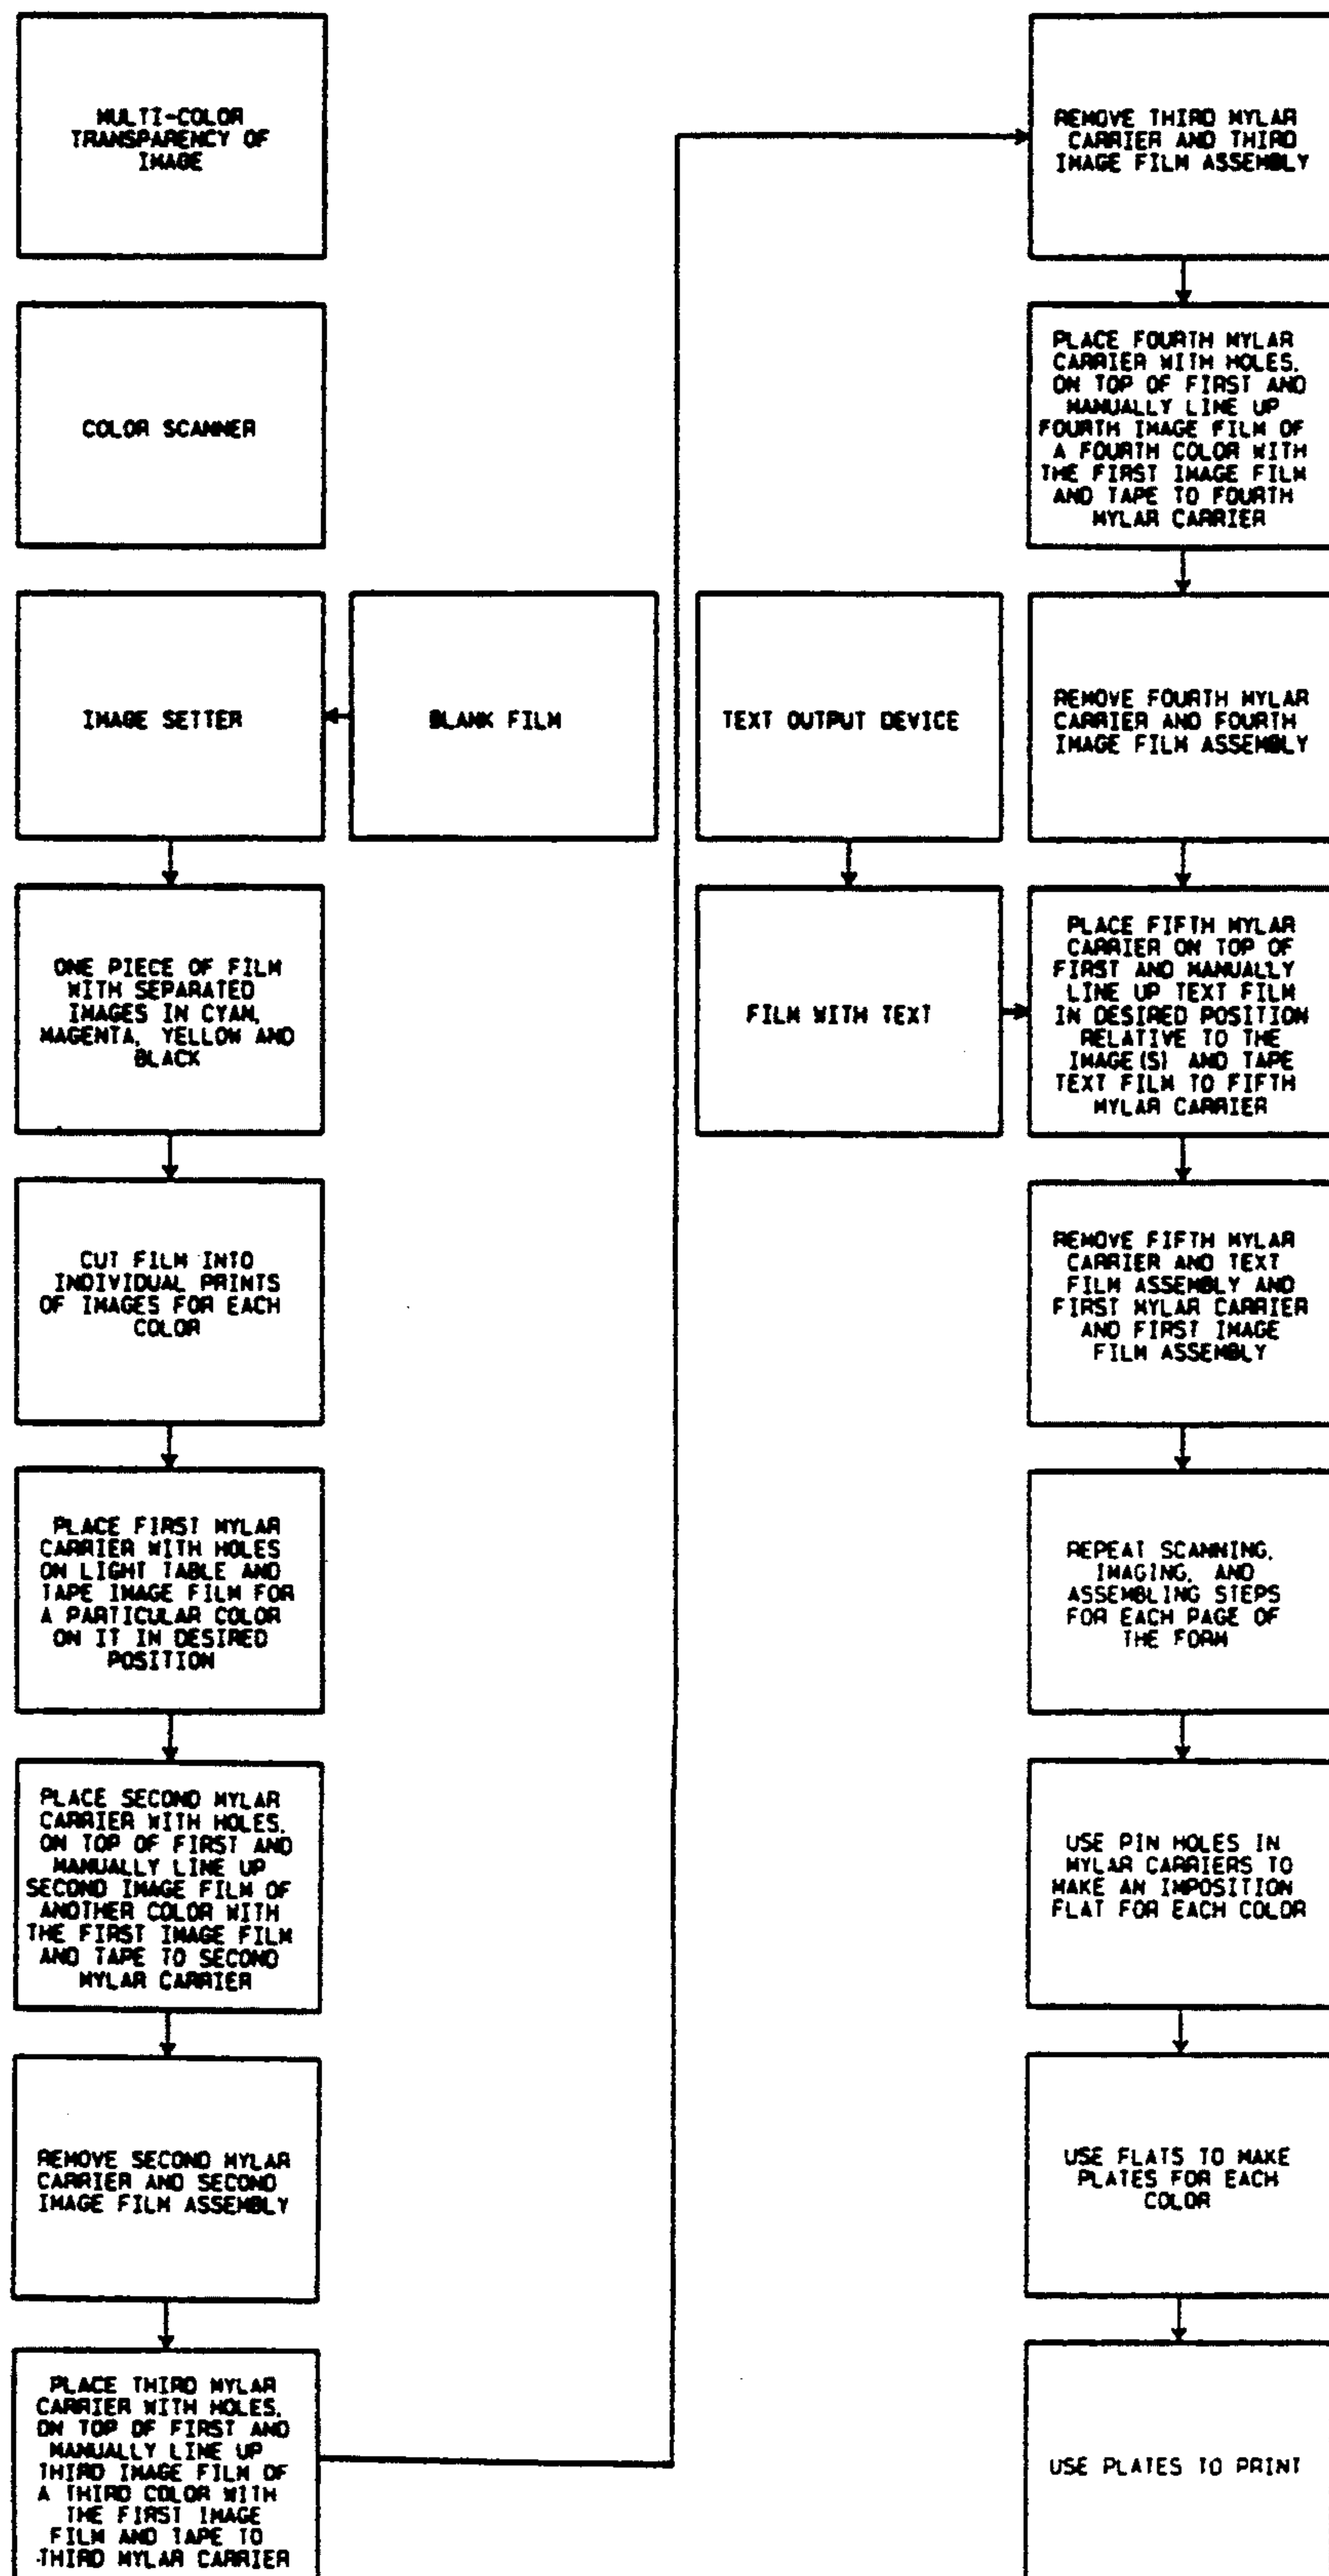 MULTI-COLOR
TRANSPARENCY OF
IMAGE
COLOR SCANNER
IMAGE SETTER
BLANK FILM
ONE PIECE OF FILM
WITH SEPARATED
IMAGES IN CYAN,
MAGENTA, YELLOW AND
BLACK
CUT FILM INTO
INDIVIDUAL PRINTS
OF IMAGES FOR EACH
COLOR
PLACE FIRST MYLAR
CARRIER WITH HOLES
ON LIGHT TABLE AND
TAPE IMAGE FILM FOR
A PARTICULAR COLOR
ON IT IN DESIRED
POSITION
PLACE SECOND MYLAR
CARRIER WITH HOLES,
ON TOP OF FIRST AND
MANUALLY LINE UP
SECOND IMAGE FILM OF
ANOTHER COLOR WITH
THE FIRST IMAGE FILM
AND TAPE TO SECOND
MYLAR CARRIER
REMOVE SECOND MYLAR
CARRIER AND SECOND
IMAGE FILM ASSEMBLY
PLACE THIRD MYLAR
CARRIER WITH HOLES,
ON TOP OF FIRST AND
MANUALLY LINE UP
THIRD IMAGE FILM OF
A THIRD COLOR WITH
THE FIRST IMAGE
FILM AND TAPE TO
THIRD MYLAR CARRIER
REMOVE THIRD MYLAR
CARRIER AND THIRD
IMAGE FILM ASSEMBLY
PLACE FOURTH MYLAR
CARRIER WITH HOLES,
ON TOP OF FIRST AND
MANUALLY LINE UP
FOURTH IMAGE FILM OF
A FOURTH COLOR WITH
THE FIRST IMAGE FILM
AND TAPE TO FOURTH
MYLAR CARRIER
REMOVE FOURTH MYLAR
CARRIER AND FOURTH
IMAGE FILM ASSEMBLY
TEXT OUTPUT DEVICE
FILM WITH TEXT
PLACE FIFTH MYLAR
CARRIER ON TOP OF
FIRST AND MANUALLY
LINE UP TEXT FILM
IN DESIRED POSITION
RELATIVE TO THE
IMAGE(S) AND TAPE
TEXT FILM TO FIFTH
MYLAR CARRIER
REMOVE FIFTH MYLAR
CARRIER AND TEXT
FILM ASSEMBLY AND
FIRST MYLAR CARRIER
AND FIRST IMAGE
FILM ASSEMBLY
REPEAT SCANNING,
IMAGING, AND
ASSEMBLING STEPS
FOR EACH PAGE OF
THE FORM
USE PIN HOLES IN
MYLAR CARRIERS TO
MAKE AN IMPOSITION
FLAT FOR EACH COLOR
USE FLATS TO MAKE
PLATES FOR EACH
COLOR
USE PLATES TO PRINT